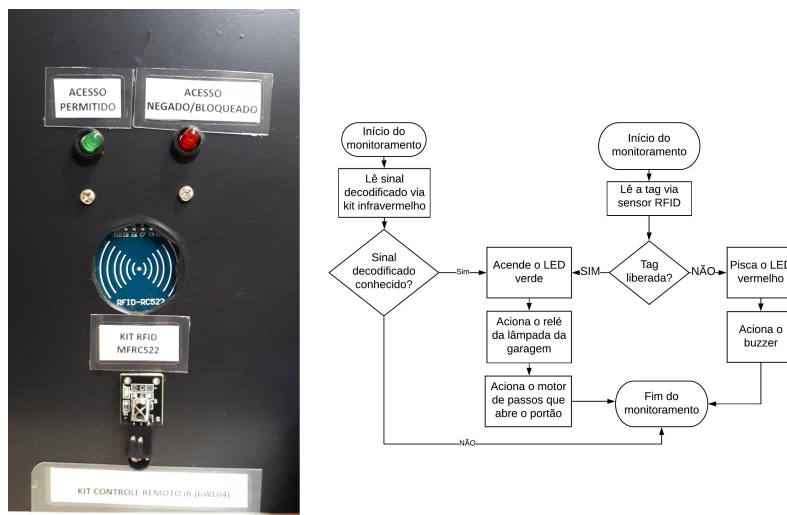 ACESSO
PERMITIDO
ACESSO
NEGADO/BLOQUEADO
RFID-RC522
KIT RFID
MFRC522
S
KIT CONTROLE REMOTO IR (6WL04)
Início do
monitoramento
Lê sinal
decodificado via
kit infravermelho
Sinal
decodificado
conhecido?
Sim
Acende o LED
verde
Aciona o relé
da lâmpada da
garagem
Aciona o motor
de passos que
abre o portão
NÃO
Início do
monitoramento
Lê a tag via
sensor RFID
Tag
liberada?
SIM
NÃO
Pisca o LED
vermelho
Aciona o
buzzer
Fim do
monitoramento